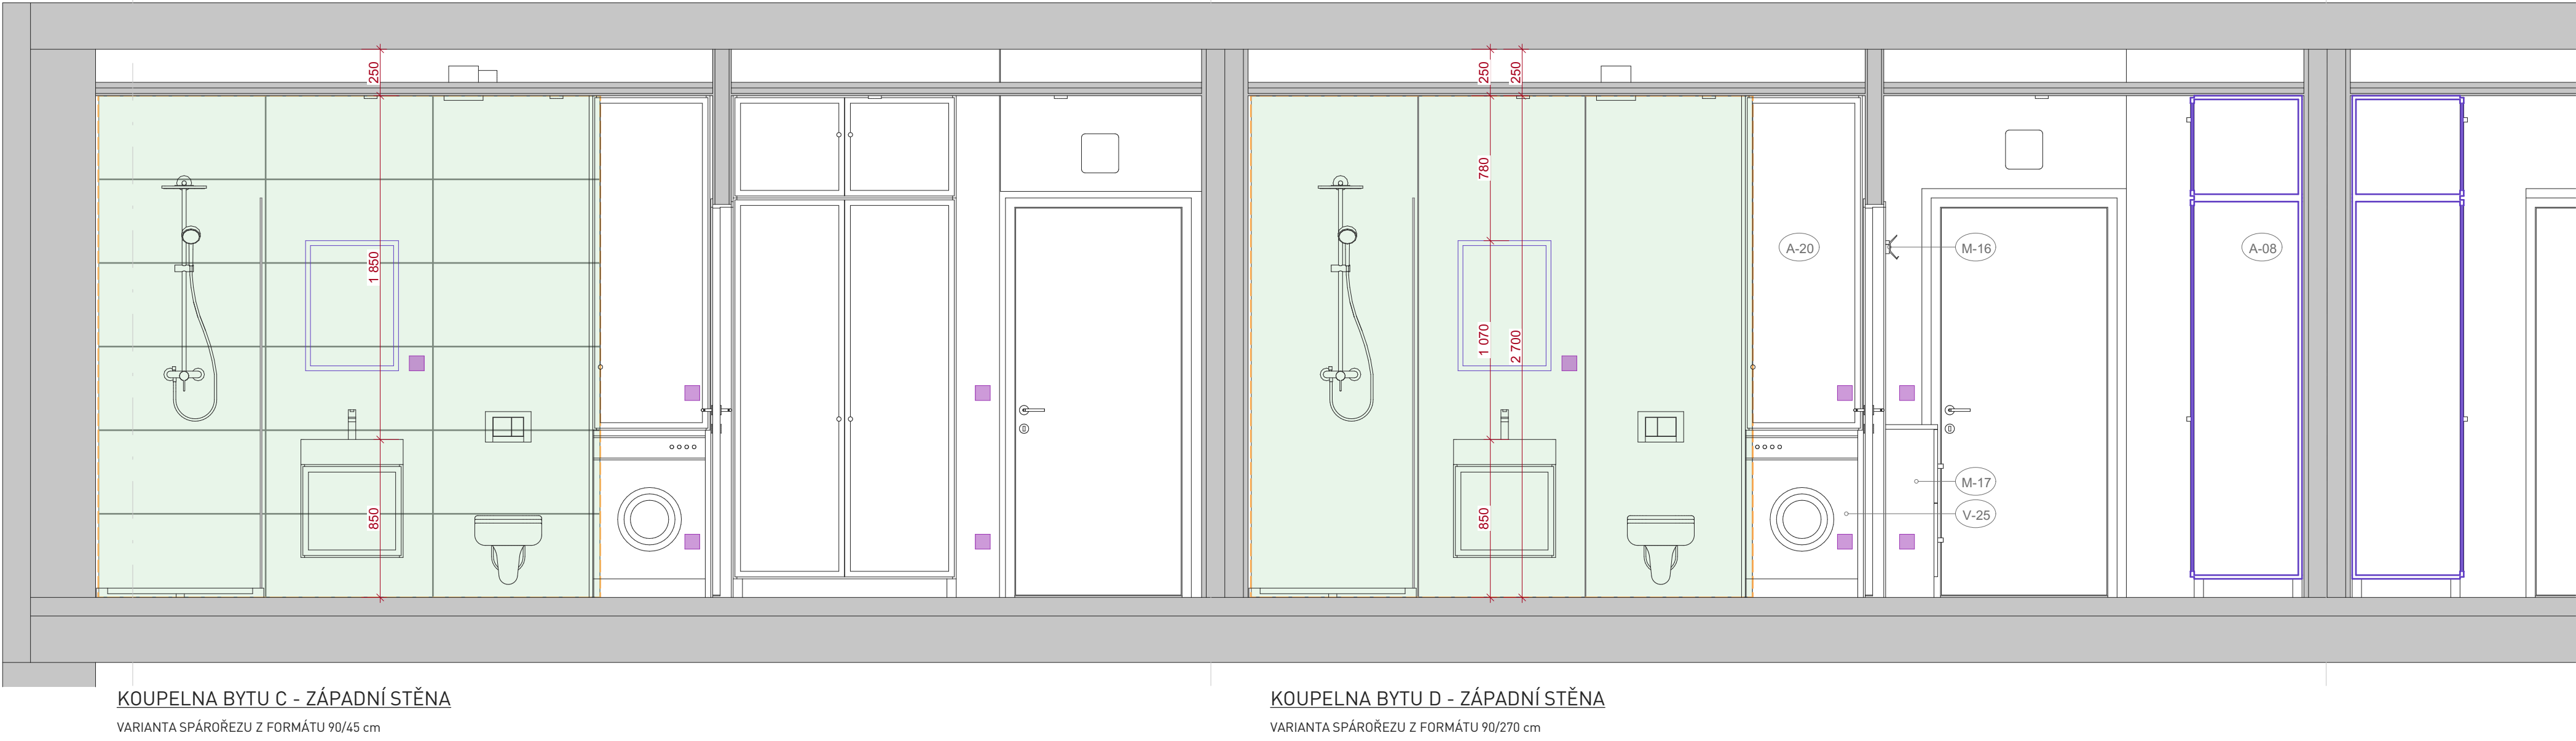 250
1 850
850
250
250
780
1 070
2 700
850
A-20
M-16
A-08
M-17
V-25
KOUPELNA BYTU C - ZÁPADNÍ STĚNA
VARIANTA SPÁROŘEZU Z FORMÁTU 90/45 cm
KOUPELNA BYTU D - ZÁPADNÍ STĚNA
VARIANTA SPÁROŘEZU Z FORMÁTU 90/270 cm